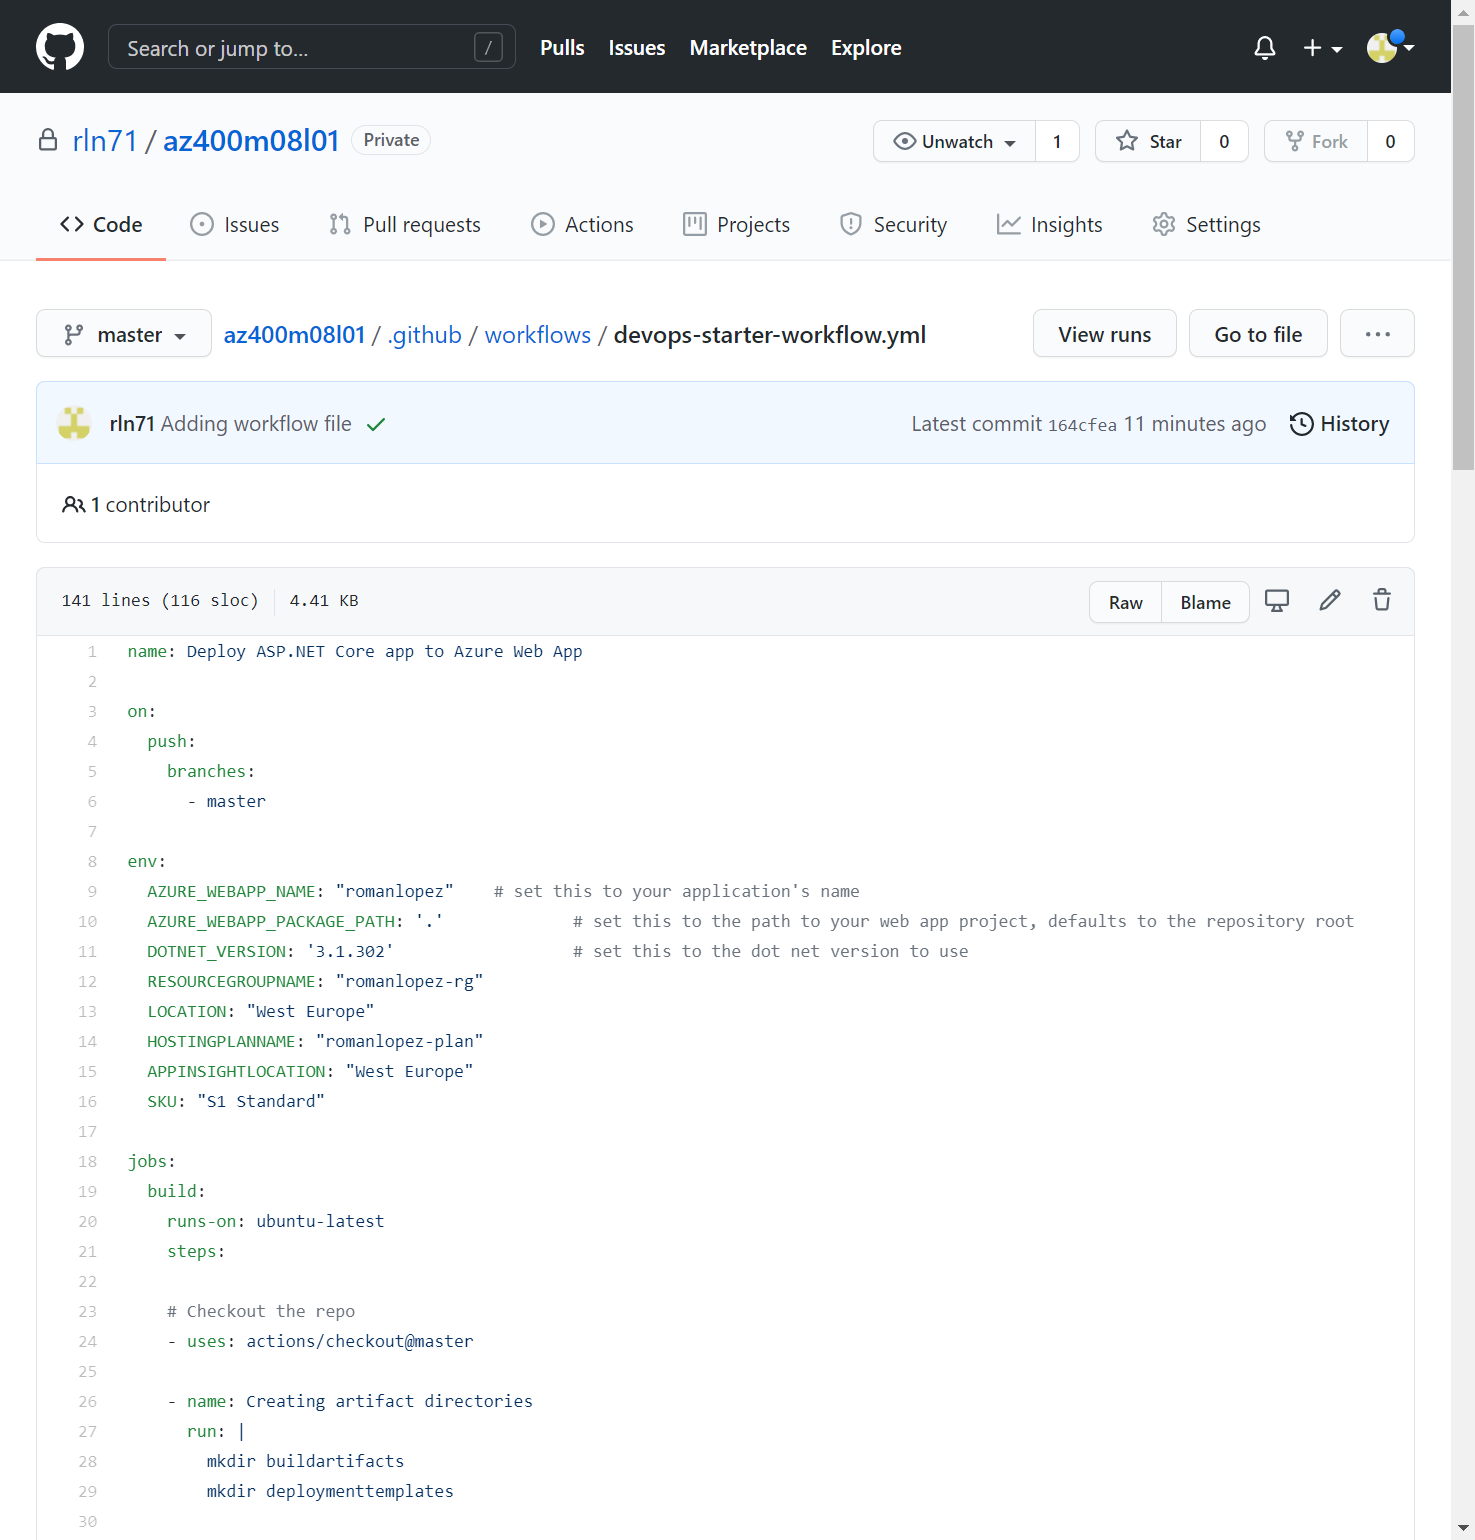 Search or jump to... /
Pulls Issues Marketplace Explore
rln71 / az400m08l01 Private
Unwatch 1 Star 0 Fork 0
Code Issues Pull requests Actions Projects Security Insights Settings
master az400m08l01 / .github / workflows / devops-starter-workflow.yml View runs Go to file ...
rln71 Adding workflow file Latest commit 164cfea 11 minutes ago History
1 contributor
141 lines (116 sloc) 4.41 KB Raw Blame
1 name: Deploy ASP.NET Core app to Azure Web App
2
3 on:
4 push:
5 branches:
6 - master
7
8 env:
9 AZURE_WEBAPP_NAME: "romanlopez" # set this to your application's name
10 AZURE_WEBAPP_PACKAGE_PATH: '.' # set this to the path to your web app project, defaults to the repository root
11 DOTNET_VERSION: '3.1.302' # set this to the dot net version to use
12 RESOURCEGROUPNAME: "romanlopez-rg"
13 LOCATION: "West Europe"
14 HOSTINGPLANNAME: "romanlopez-plan"
15 APPINSIGHTLOCATION: "West Europe"
16 SKU: "S1 Standard"
17
18 jobs:
19 build:
20 runs-on: ubuntu-latest
21 steps:
22
23 # Checkout the repo
24 - uses: actions/checkout@master
25
26 - name: Creating artifact directories
27 run: |
28 mkdir buildartifacts
29 mkdir deploymenttemplates
30